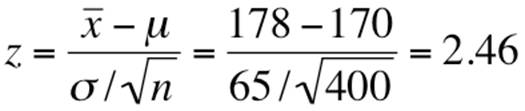 z = (x̄ − μ) / (σ/√n) = (178 − 170) / (65/√400) = 2.46